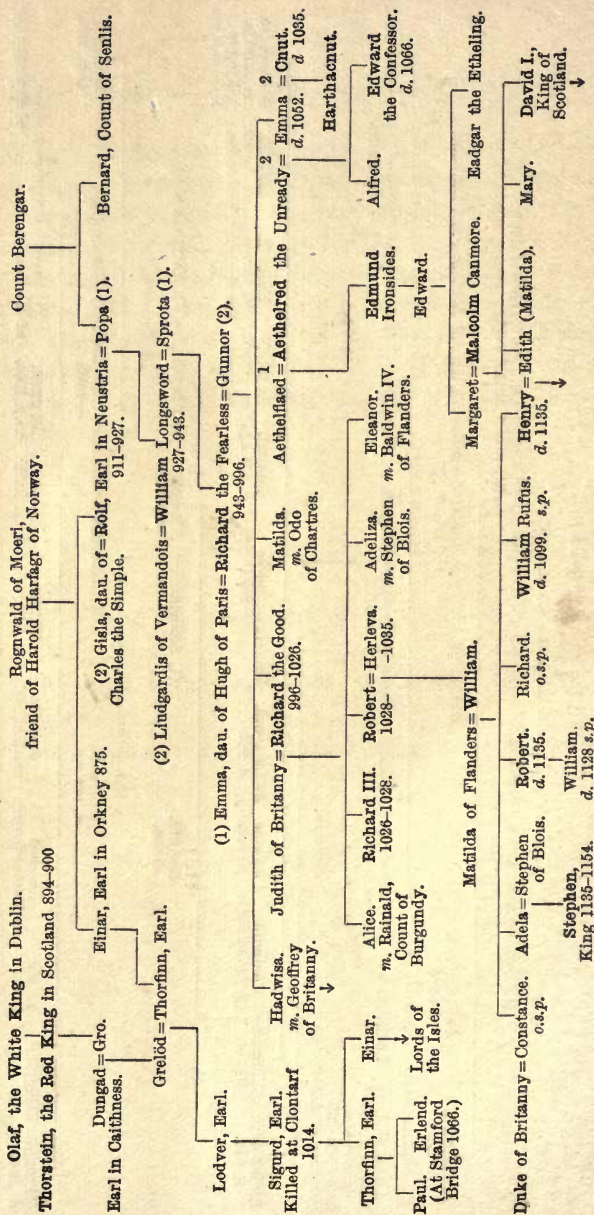 Olaf, the White King in Dublin.
Thorstein, the Red King in Scotland 894–900
Rognwald of Moeri,
friend of Harold Harfagr of Norway.
Count Berengar.
Dungad = Gro.
Earl in Caithness.
Einar, Earl in Orkney 875.
(2) Gisla, dau. of = Rolf, Earl in Neustria = Popa (1).
Charles the Simple.
911–927.
Bernard, Count of Senlis.
Grelöd = Thorfinn, Earl.
(2) Liudgardis of Vermandois = William Longsword = Sprota (1).
927–943.
Lodver, Earl.
(1) Emma, dau. of Hugh of Paris = Richard the Fearless = Gunnor (2).
943–996.
Sigurd, Earl.
Killed at Clontarf
1014.
Hadwisa.
m. Geoffrey
of Britanny.
Judith of Britanny = Richard the Good.
996–1026.
Matilda.
m. Odo
of Chartres.
1 2 2
Aethelflaed = Aethelred the Unready = Emma = Cnut.
d. 1052. d 1035.
Harthacnut.
Thorfinn, Earl.
Einar.
Lords of
the Isles.
Alice.
m. Rainald,
Count of
Burgundy.
Richard III.
1026–1028.
Robert = Herleva.
1028– –1035.
Adeliza.
m. Stephen
of Blois.
Eleanor.
m. Baldwin IV.
of Flanders.
Edmund
Ironsides.
Alfred.
Edward
the Confessor.
d. 1066.
Paul. Erlend.
(At Stamford
Bridge 1066.)
Edward.
Matilda of Flanders = William.
Margaret = Malcolm Canmore.
Eadgar the Etheling.
Duke of Britanny = Constance.
o.s.p.
Adela = Stephen
of Blois.
Robert.
d. 1135.
Richard.
o.s.p.
William Rufus.
d. 1099. s.p.
Henry = Edith (Matilda).
d. 1135.
Mary.
David I.,
King of
Scotland.
Stephen,
King 1135–1154.
William.
d. 1128 s.p.